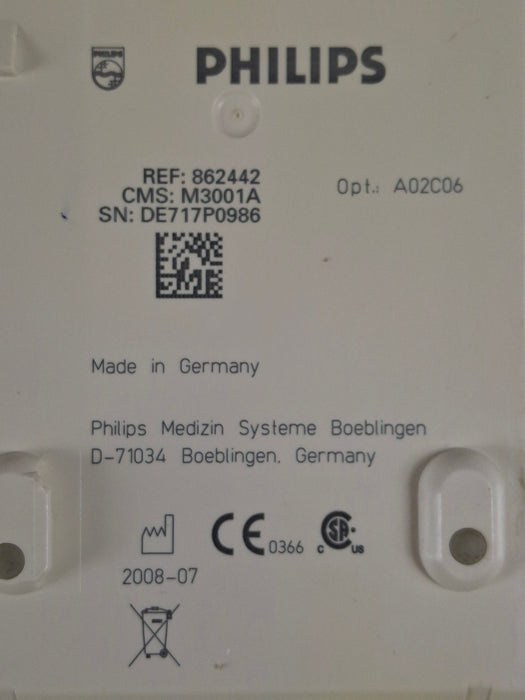 PHILIPS
PHILIPS
REF: 862442
CMS: M3001A
SN: DE717P0986
Opt.: A02C06
Made in Germany
Philips Medizin Systeme Boeblingen
D-71034 Boeblingen, Germany
CE 0366
C SA US
2008-07